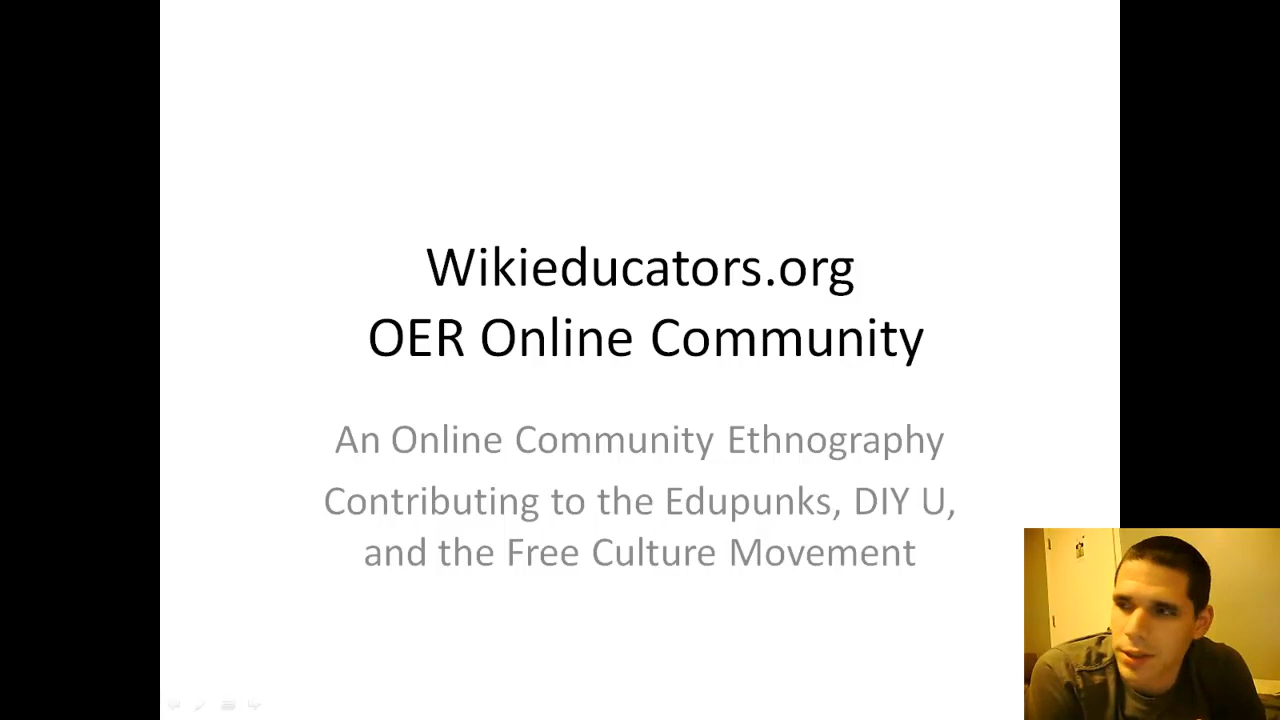 Wikieducators.org
OER Online Community
An Online Community Ethnography
Contributing to the Edupunks, DIY U,
and the Free Culture Movement